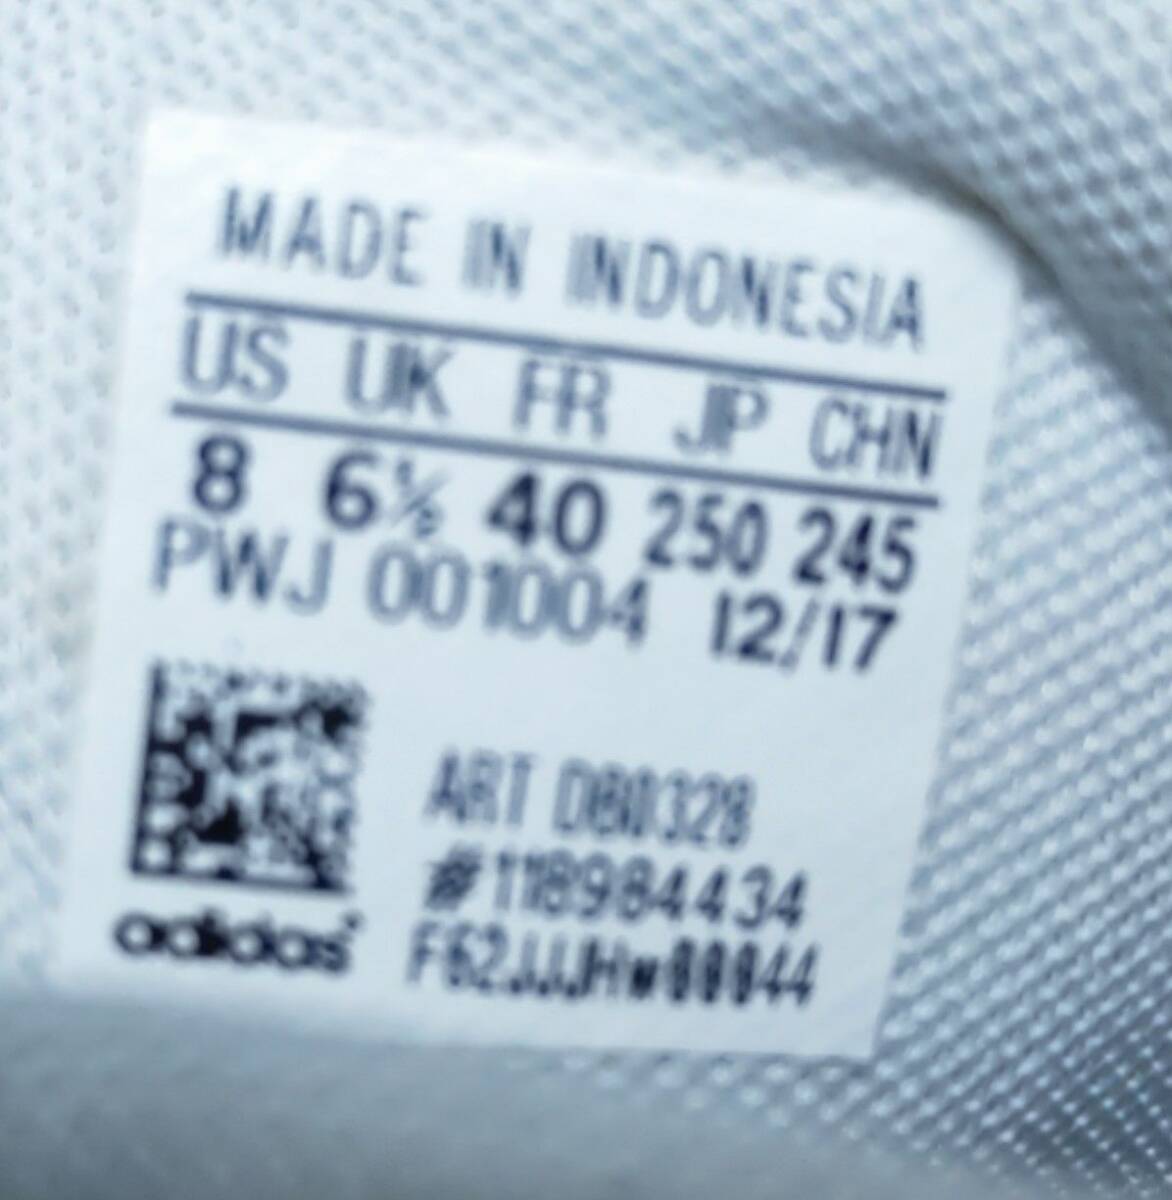 MADE IN INDONESIA
US UK FR JP CHN
8 6½ 40 250 245
PWJ 001004 12/17
ART DB0328
#118984434
adidas